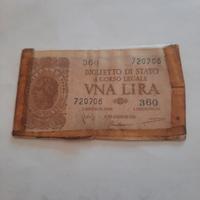 360 720706
BIGLIETTO DI STATO
A CORSO LEGALE
VNA LIRA
720706 360